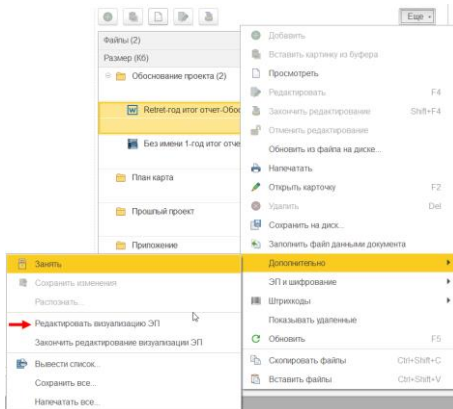 Еще
Файлы (2)
Размер (Кб)
Обоснование проекта (2)
Retret-год итог отчет-Обос
Без имени 1-год итог отче
План карта
Прошлый проект
Приложение
Добавить
Вставить картинку из буфера
Просмотреть
Редактировать F4
Закончить редактирование Shift+F4
Отменить редактирование
Обновить из файла на диске...
Напечатать
Открыть карточку F2
Удалить Del
Сохранить на диск...
Заполнить файл данными документа
Дополнительно
ЭП и шифрование
Штрихкоды
Показывать удаленные
Обновить F5
Скопировать файлы Ctrl+Shift+C
Вставить файлы Ctrl+Shift+V
Занять
Сохранить изменения
Распознать...
Редактировать визуализацию ЭП
Закончить редактирование визуализации ЭП
Вывести список...
Сохранить все...
Напечатать все...